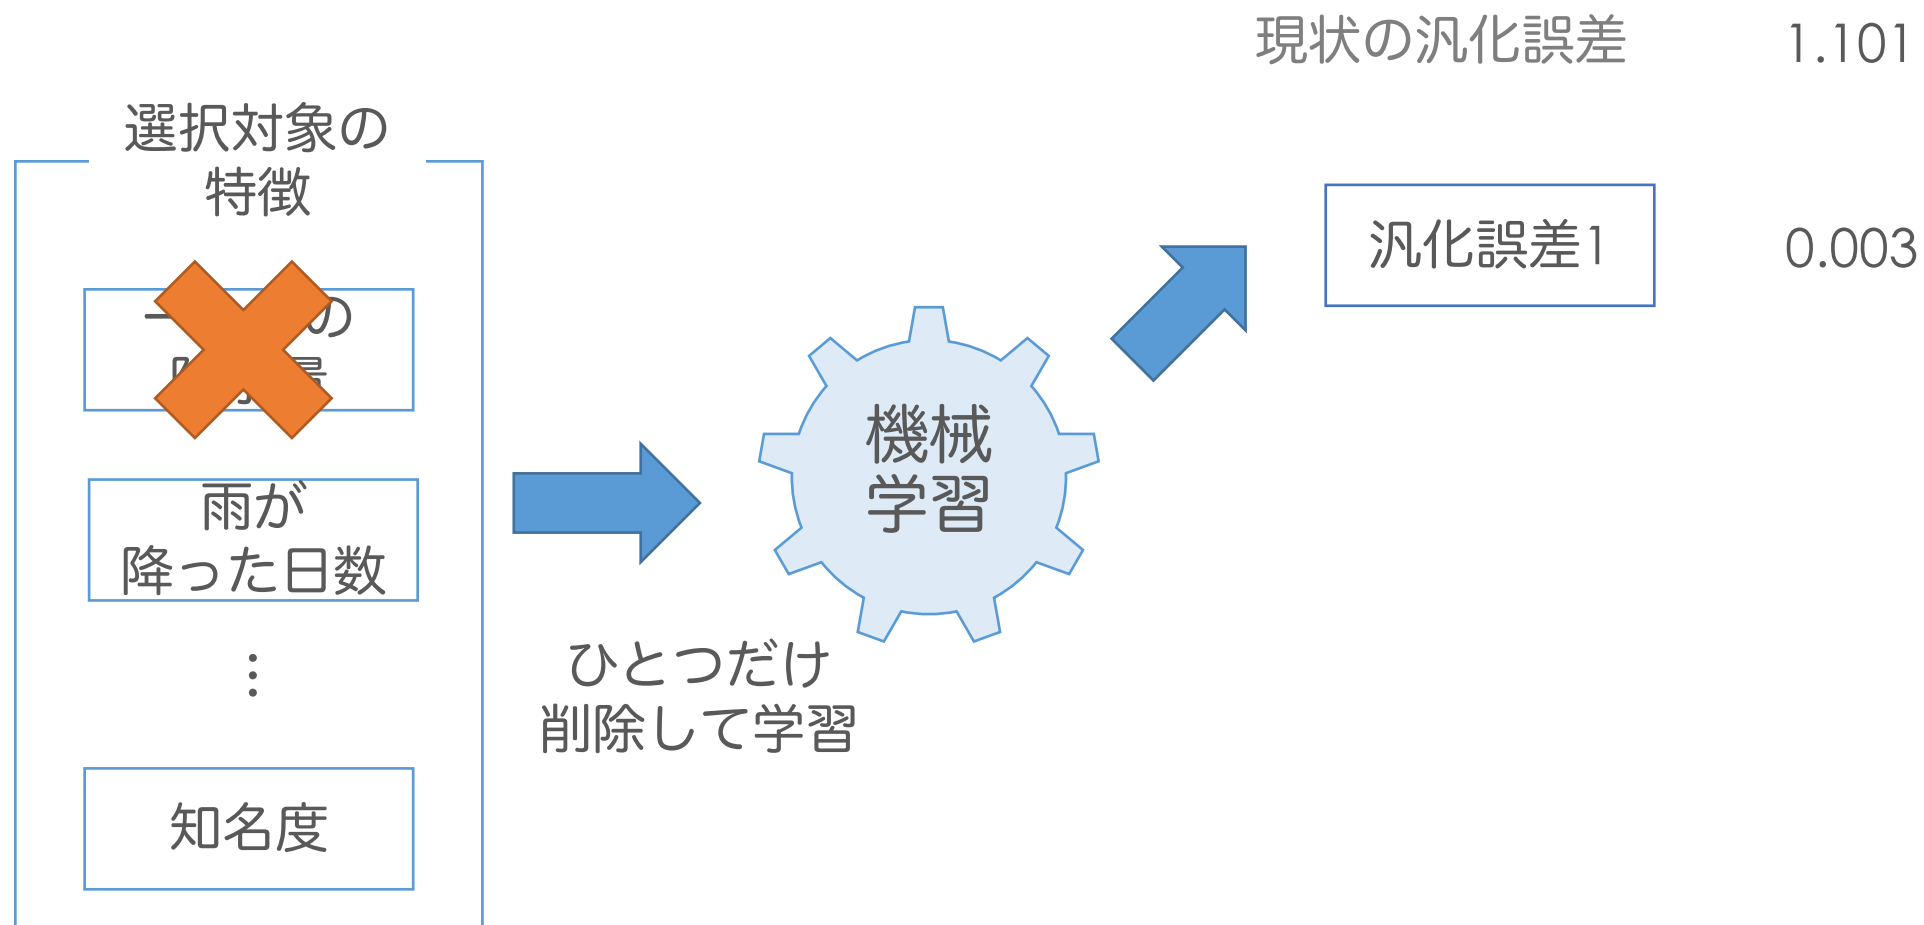 現状の汎化誤差 1.101
選択対象の
特徴
汎化誤差1 0.003
の
雨が
降った日数
⋮
知名度
機械
学習
ひとつだけ
削除して学習